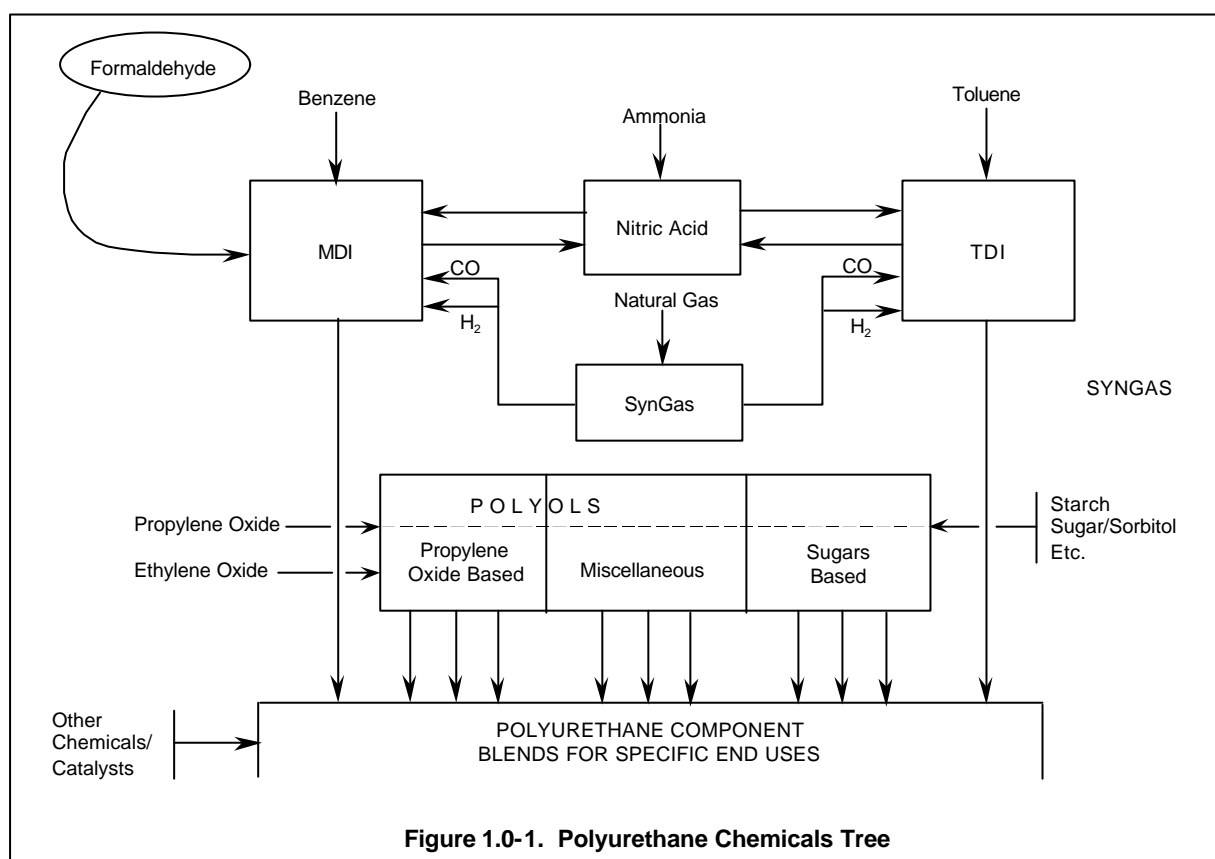 Formaldehyde
Benzene
Ammonia
Toluene
MDI
Nitric Acid
TDI
CO
CO
Natural Gas
H₂
H₂
SynGas
SYNGAS
POLYOLS
Propylene Oxide
Ethylene Oxide
Propylene
Oxide Based
Miscellaneous
Sugars
Based
Starch
Sugar/Sorbitol
Etc.
Other
Chemicals/
Catalysts
POLYURETHANE COMPONENT
BLENDS FOR SPECIFIC END USES
Figure 1.0-1. Polyurethane Chemicals Tree